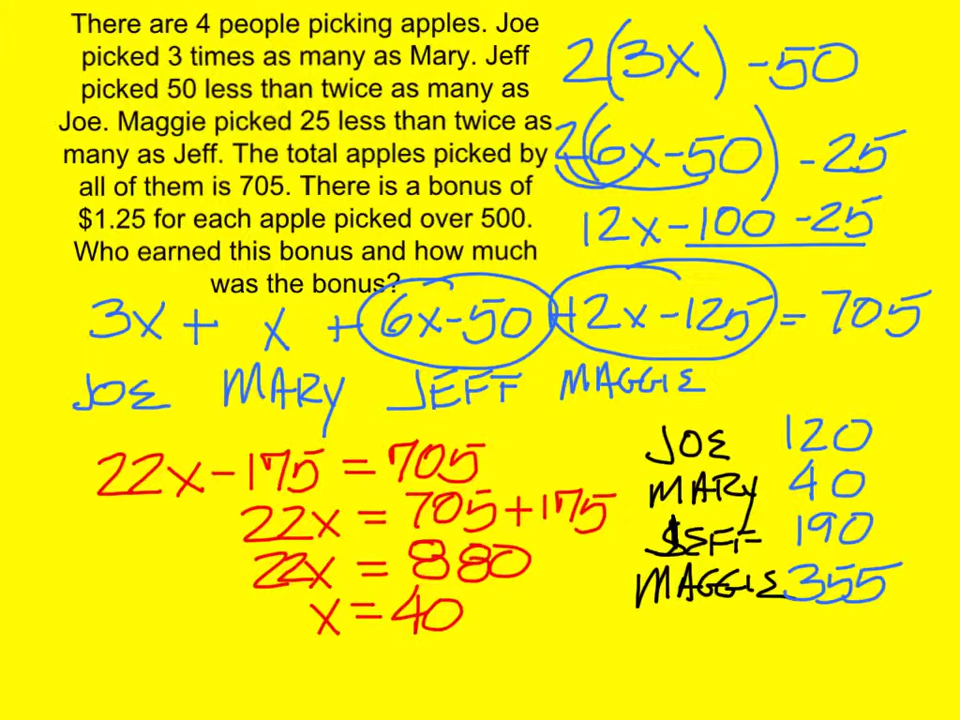 There are 4 people picking apples. Joe
picked 3 times as many as Mary. Jeff
picked 50 less than twice as many as
Joe. Maggie picked 25 less than twice as
many as Jeff. The total apples picked by
all of them is 705. There is a bonus of
$1.25 for each apple picked over 500.
Who earned this bonus and how much
was the bonus?
2(3x) -50
2(6x-50) -25
12x-100 -25
3x + x + 6x-50 +12x-125 = 705
JOE MARY JEFF MAGGIE
22x-175 = 705
22x = 705+175
22x = 880
x = 40
JOE 120
MARY 40
JEFF 190
MAGGIE 355